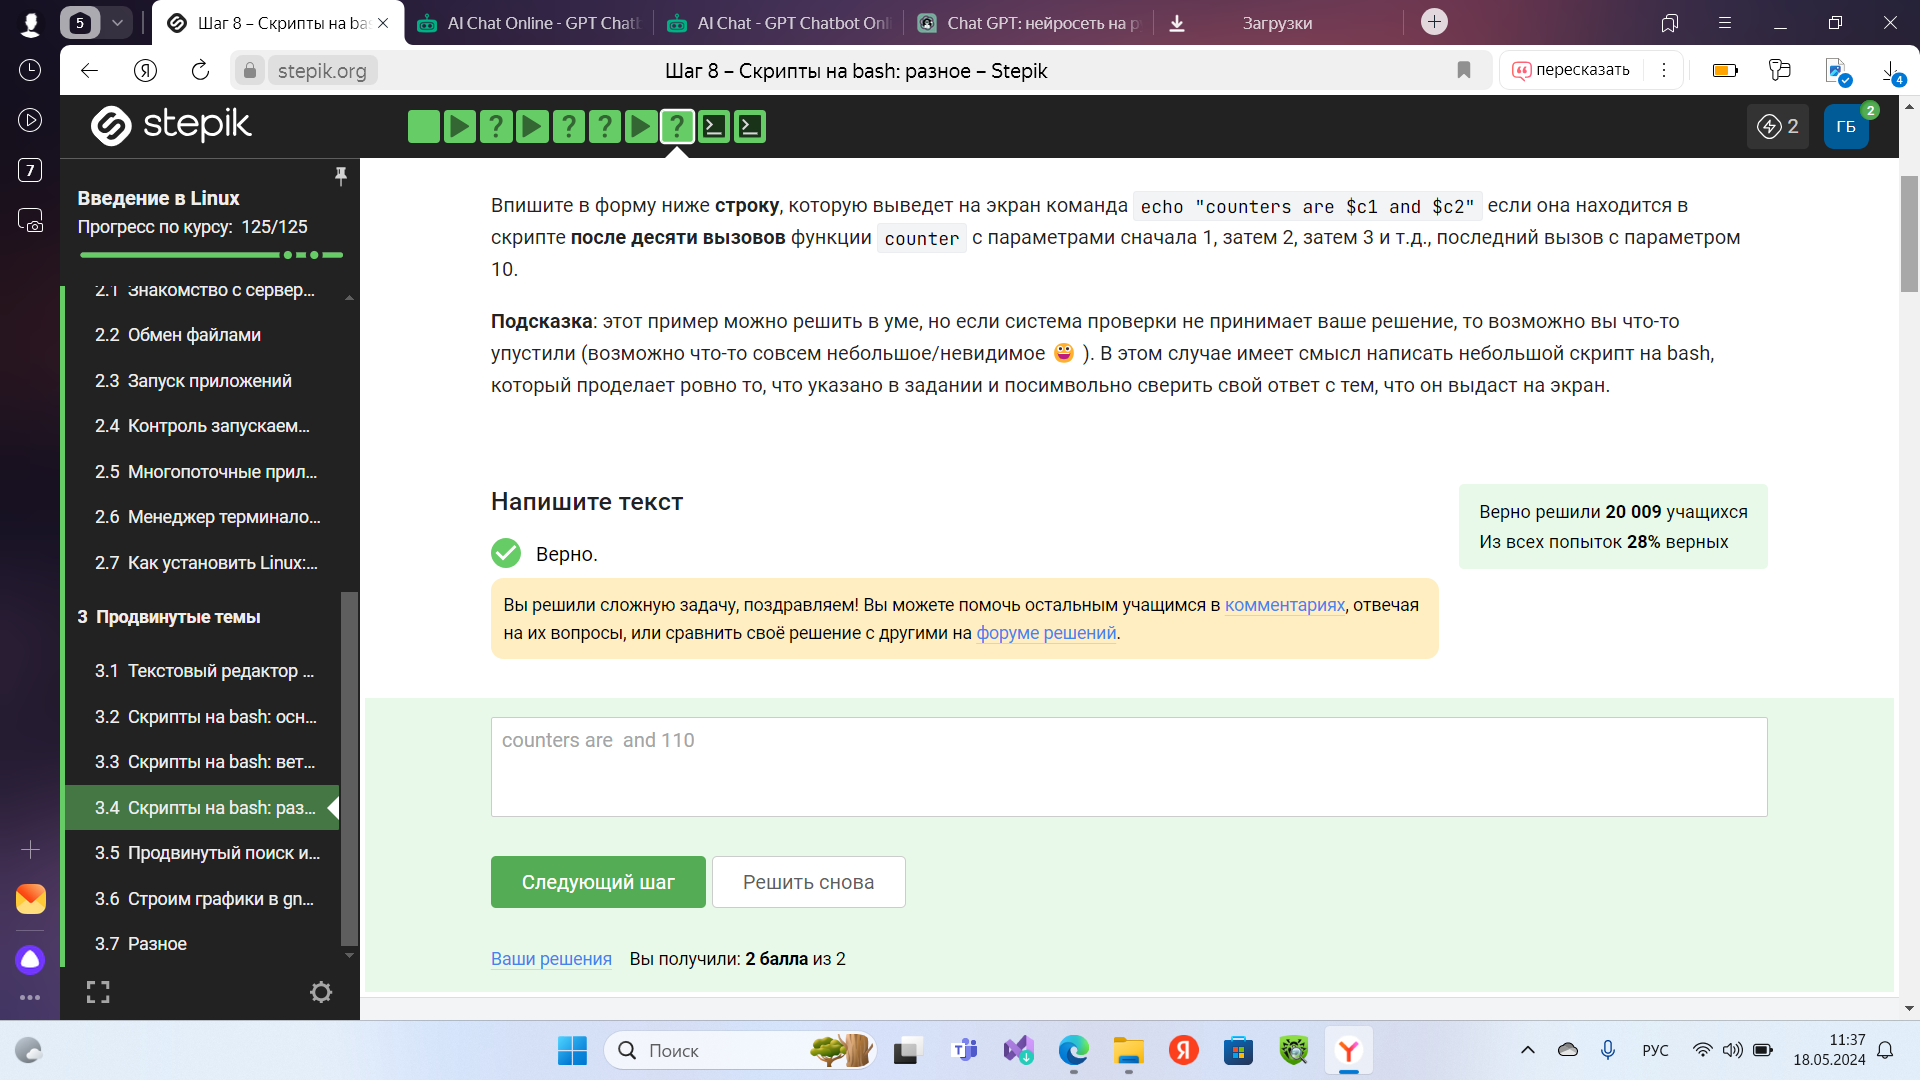 5
Шаг 8 – Скрипты на ba
AI Chat Online - GPT Chatb
AI Chat - GPT Chatbot Onl
Chat GPT: нейросеть на р
Загрузки
stepik.org
Шаг 8 – Скрипты на bash: разное – Stepik
пересказать
4
7
stepik
2
ГБ
2
Введение в Linux
Прогресс по курсу: 125/125
2.1 Знакомство с сервер...
2.2 Обмен файлами
2.3 Запуск приложений
2.4 Контроль запускаем...
2.5 Многопоточные прил...
2.6 Менеджер терминало...
2.7 Как установить Linux:...
3 Продвинутые темы
3.1 Текстовый редактор ...
3.2 Скрипты на bash: осн...
3.3 Скрипты на bash: вет...
3.4 Скрипты на bash: раз...
3.5 Продвинутый поиск и...
3.6 Строим графики в gn...
3.7 Разное
Впишите в форму ниже строку, которую выведет на экран команда echo "counters are $c1 and $c2" если она находится в
скрипте после десяти вызовов функции counter с параметрами сначала 1, затем 2, затем 3 и т.д., последний вызов с параметром
10.
Подсказка: этот пример можно решить в уме, но если система проверки не принимает ваше решение, то возможно вы что-то
упустили (возможно что-то совсем небольшое/невидимое 😀 ). В этом случае имеет смысл написать небольшой скрипт на bash,
который проделает ровно то, что указано в задании и посимвольно сверить свой ответ с тем, что он выдаст на экран.
Напишите текст
Верно решили 20 009 учащихся
Из всех попыток 28% верных
Верно.
Вы решили сложную задачу, поздравляем! Вы можете помочь остальным учащимся в комментариях, отвечая
на их вопросы, или сравнить своё решение с другими на форуме решений.
counters are  and 110
Следующий шаг
Решить снова
Ваши решения
Вы получили: 2 балла из 2
Поиск
РУС
11:37
18.05.2024